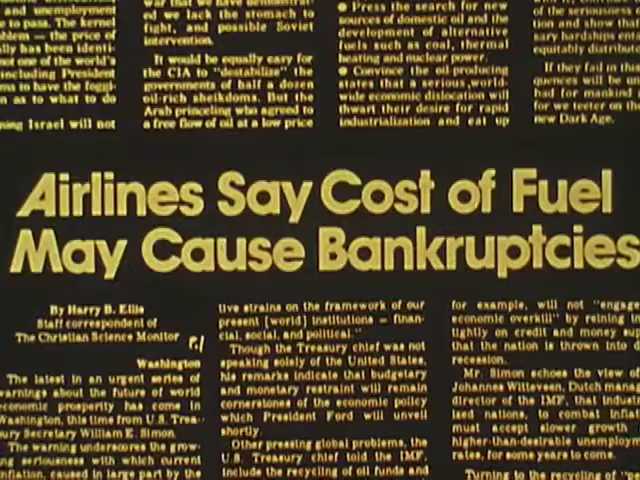 and unemployment
to pass. The kernel
blem — the price of
ally has been identi-
ost one of the world's
including President
ms to have the foggi-
n as to what to do
ning Israel will not
war that we have demonstrat-
ed we lack the stomach to
fight, and possible Soviet
intervention.
It would be equally easy for
the CIA to "destabilize" the
governments of half a dozen
oil-rich sheikdoms. But the
Arab princeling who agreed to
a free flow of oil at a low price
● Press the search for new
sources of domestic oil and the
development of alternative
fuels such as coal, thermal
heating and nuclear power.
● Convince the oil-producing
states that a serious world-
wide economic dislocation will
thwart their desire for rapid
industrialization and eat up
tion and show the
ary hardships
equitably distribut
If they fail in tha
quences will be
had for mankind
for we teeter on the
new Dark Age.
Airlines Say Cost of Fuel
May Cause Bankruptcies
By Harry B. Ellis
Staff correspondent of
The Christian Science Monitor
Washington
The latest in an urgent series of
warnings about the future of world
economic prosperity has come in
Washington, this time from U.S. Trea-
sury Secretary William E. Simon.
The warning underscores the grow-
ing seriousness with which current
inflation, caused in large part by the
tive strains on the framework of our
present [world] institutions — finan-
cial, social, and political."
Though the Treasury chief was not
speaking solely of the United States,
his remarks indicate that budgetary
and monetary restraint will remain
cornerstones of the economic policy
which President Ford will unveil
shortly.
Other pressing global problems, the
U.S. Treasury chief told the IMF,
include the recycling of oil funds and
for example, will not "engage
economic overkill" by reining in
tightly on credit and money sup
that the nation is thrown into d
recession.
Mr. Simon echoes the view of
Johannes Witteveen, Dutch mana
director of the IMF, that indus
lized nations, to combat infla
must accept slower growth
higher-than-desirable unemploy
rates, for some years to come.
Turning to the recycling of